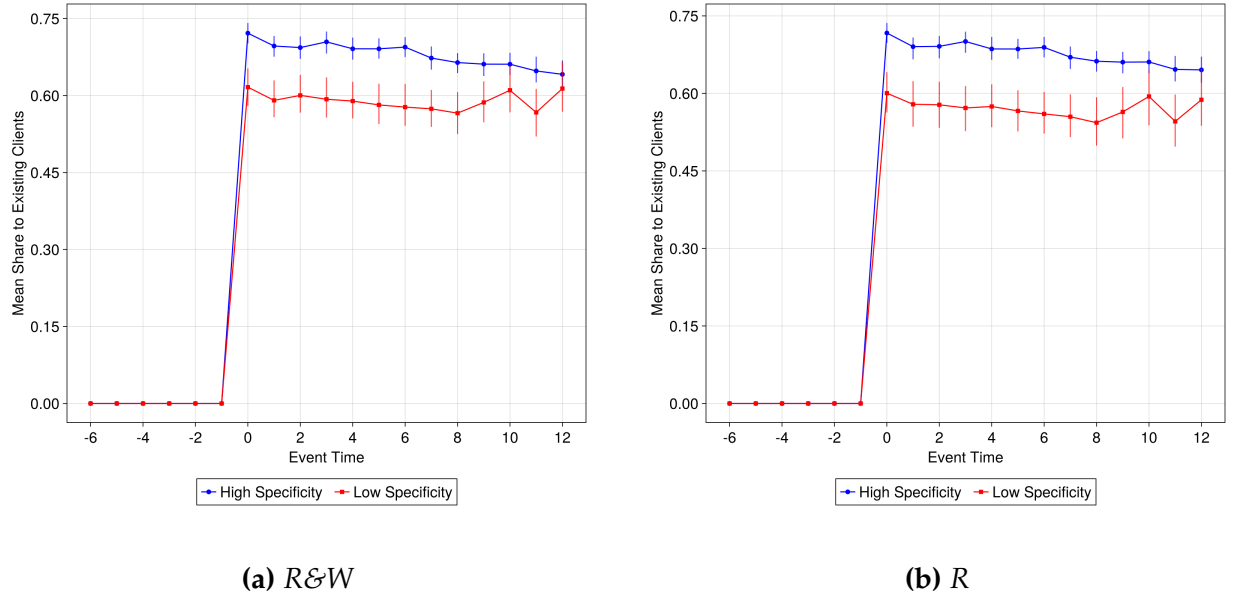 Mean Share to Existing Clients
0.75
0.60
0.45
0.30
0.15
0.00
-6 -4 -2 0 2 4 6 8 10 12
Event Time
High Specificity Low Specificity
(a) R&W
Mean Share to Existing Clients
0.75
0.60
0.45
0.30
0.15
0.00
-6 -4 -2 0 2 4 6 8 10 12
Event Time
High Specificity Low Specificity
(b) R